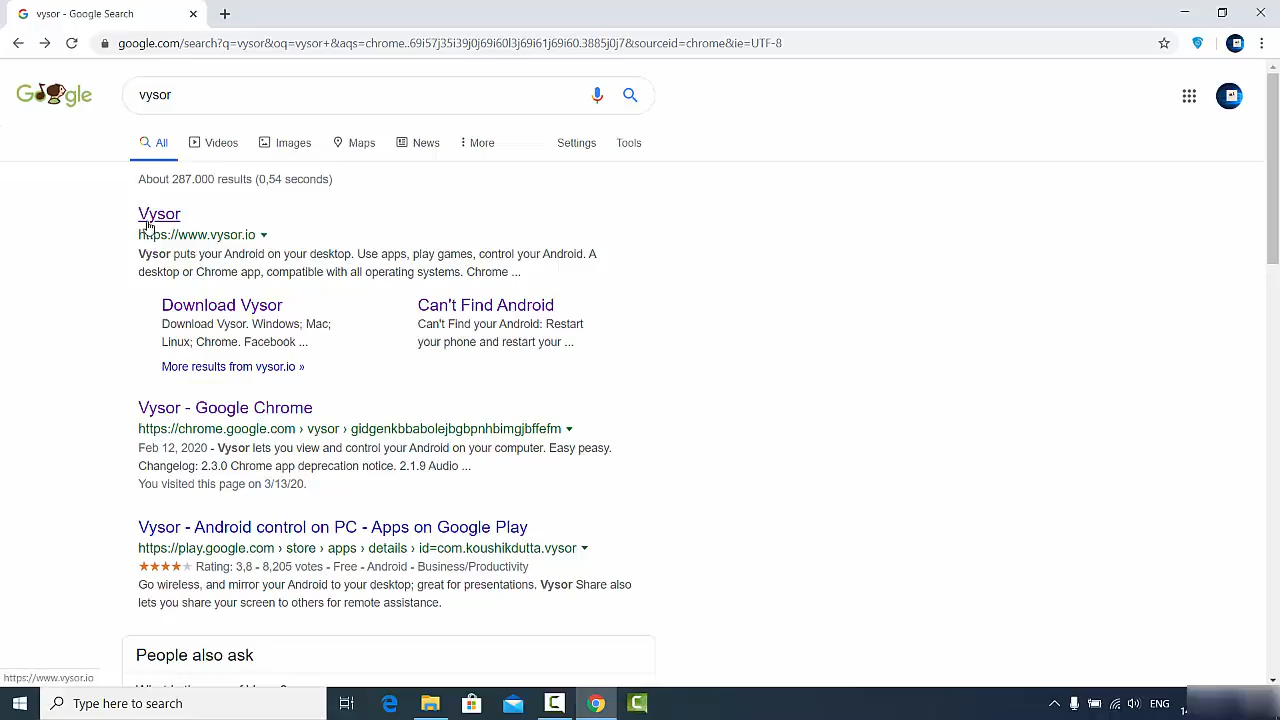 vysor - Google Search
google.com/search?q=vysor&oq=vysor+&aqs=chrome..69i57j35i39j0j69i60l3j69i61j69i60.3885j0j7&sourceid=chrome&ie=UTF-8
Google
vysor
All Videos Images Maps News More Settings Tools
About 287.000 results (0,54 seconds)
Vysor
https://www.vysor.io
Vysor puts your Android on your desktop. Use apps, play games, control your Android. A
desktop or Chrome app, compatible with all operating systems. Chrome ...
Download Vysor
Download Vysor. Windows; Mac;
Linux; Chrome. Facebook ...
Can't Find Android
Can't Find your Android: Restart
your phone and restart your ...
More results from vysor.io »
Vysor - Google Chrome
https://chrome.google.com › vysor › gidgenkbbabolejbgbpnhbimgjbffefm
Feb 12, 2020 - Vysor lets you view and control your Android on your computer. Easy peasy.
Changelog: 2.3.0 Chrome app deprecation notice. 2.1.9 Audio ...
You visited this page on 3/13/20.
Vysor - Android control on PC - Apps on Google Play
https://play.google.com › store › apps › details › id=com.koushikdutta.vysor
Rating: 3,8 - 8,205 votes - Free - Android - Business/Productivity
Go wireless, and mirror your Android to your desktop; great for presentations. Vysor Share also
lets you share your screen to others for remote assistance.
People also ask
https://www.vysor.io
Type here to search
ENG